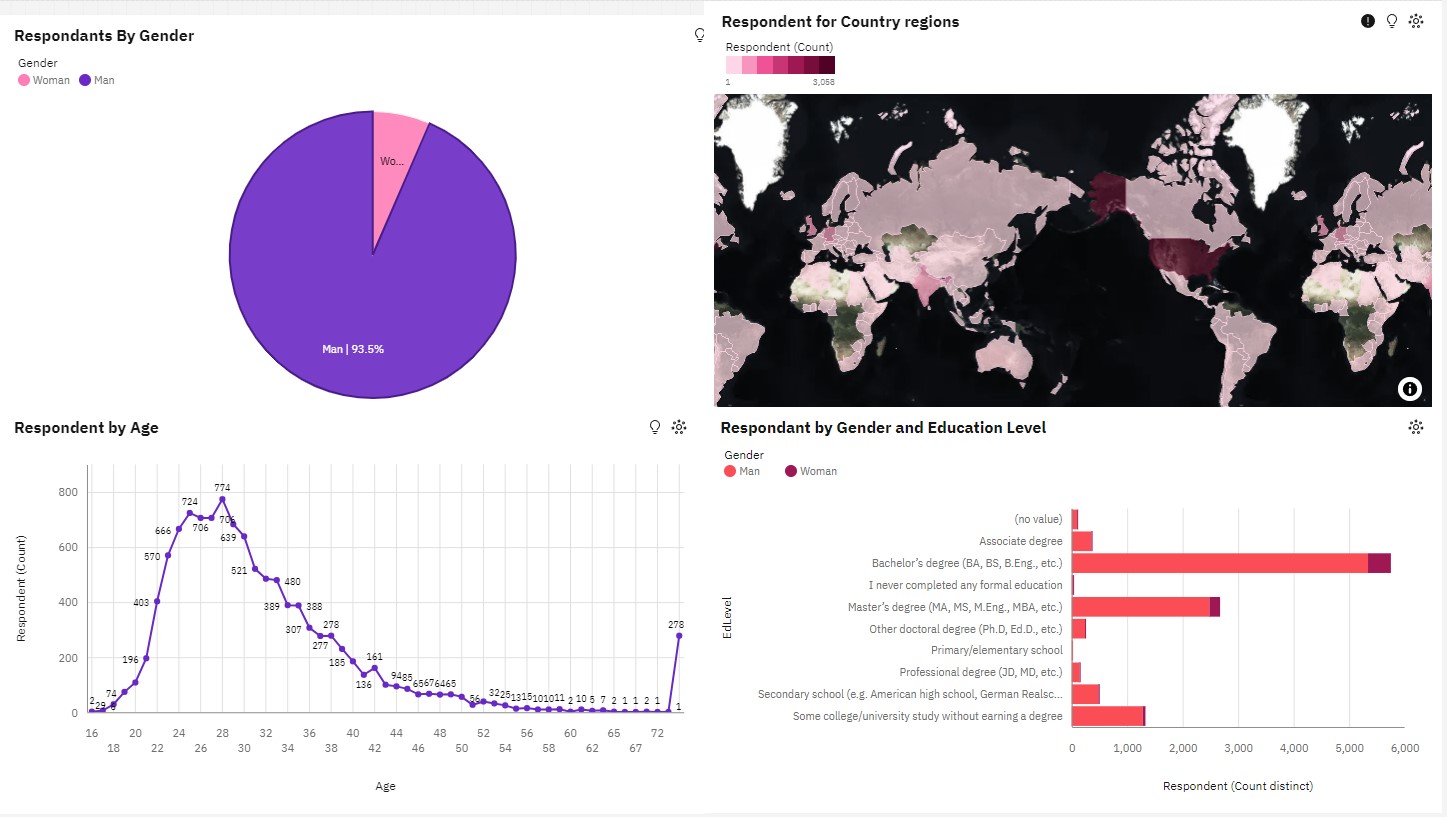 Respondants By Gender
Gender
Woman
Man
Wo...
Man | 93.5%
Respondent for Country regions
Respondent (Count)
1
3,058
Respondent by Age
Respondent (Count)
800
600
400
200
0
2
29
74
196
403
570
666
724
706
774
706
639
521
480
389
388
307
278
277
185
161
136
94
85
65
67
64
65
56
32
25
13
15
10
10
11
2
10
5
7
2
1
1
2
1
278
1
16 20 24 28 32 36 40 44 48 52 56 60 64 72
18 22 26 30 34 38 42 46 50 54 58 62 67
Age
Respondant by Gender and Education Level
Gender
Man
Woman
EdLevel
(no value)
Associate degree
Bachelor’s degree (BA, BS, B.Eng., etc.)
I never completed any formal education
Master’s degree (MA, MS, M.Eng., MBA, etc.)
Other doctoral degree (Ph.D, Ed.D., etc.)
Primary/elementary school
Professional degree (JD, MD, etc.)
Secondary school (e.g. American high school, German Realsc...
Some college/university study without earning a degree
0 1,000 2,000 3,000 4,000 5,000 6,000
Respondent (Count distinct)